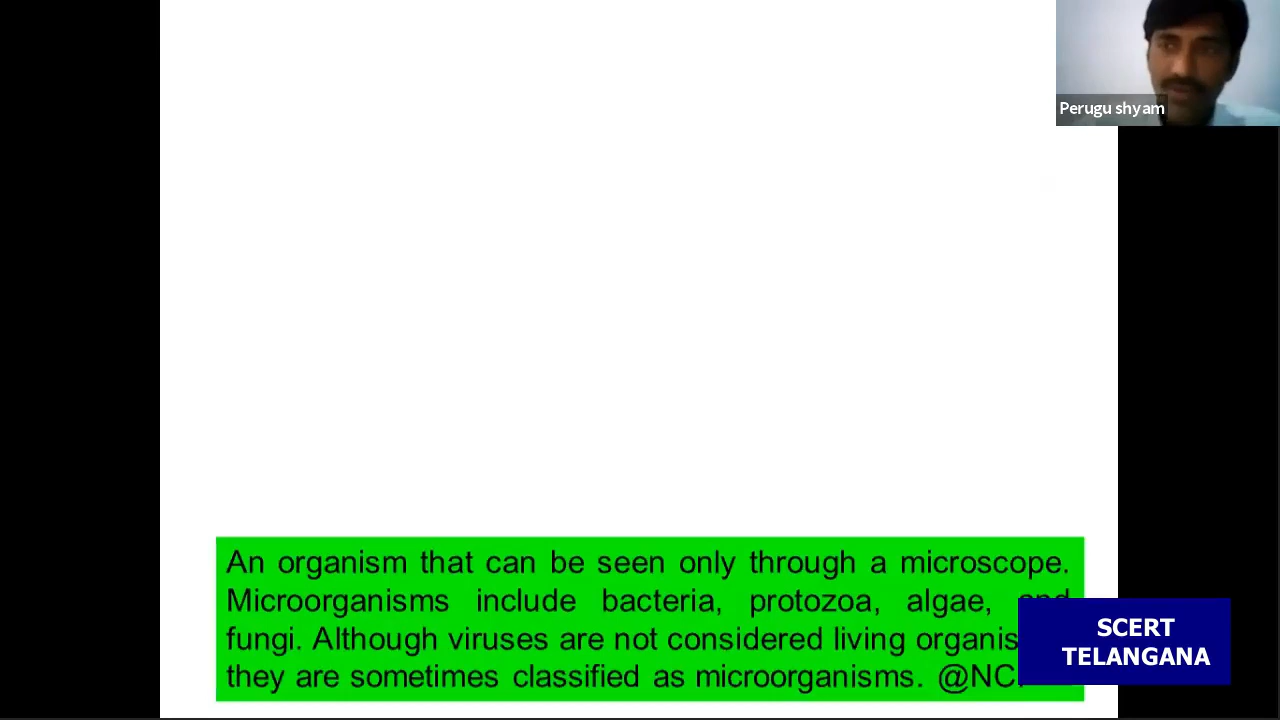 Perugu shyam
An organism that can be seen only through a microscope.
Microorganisms include bacteria, protozoa, algae, and
fungi. Although viruses are not considered living
they are sometimes classified as microorganisms.
SCERT
TELANGANA